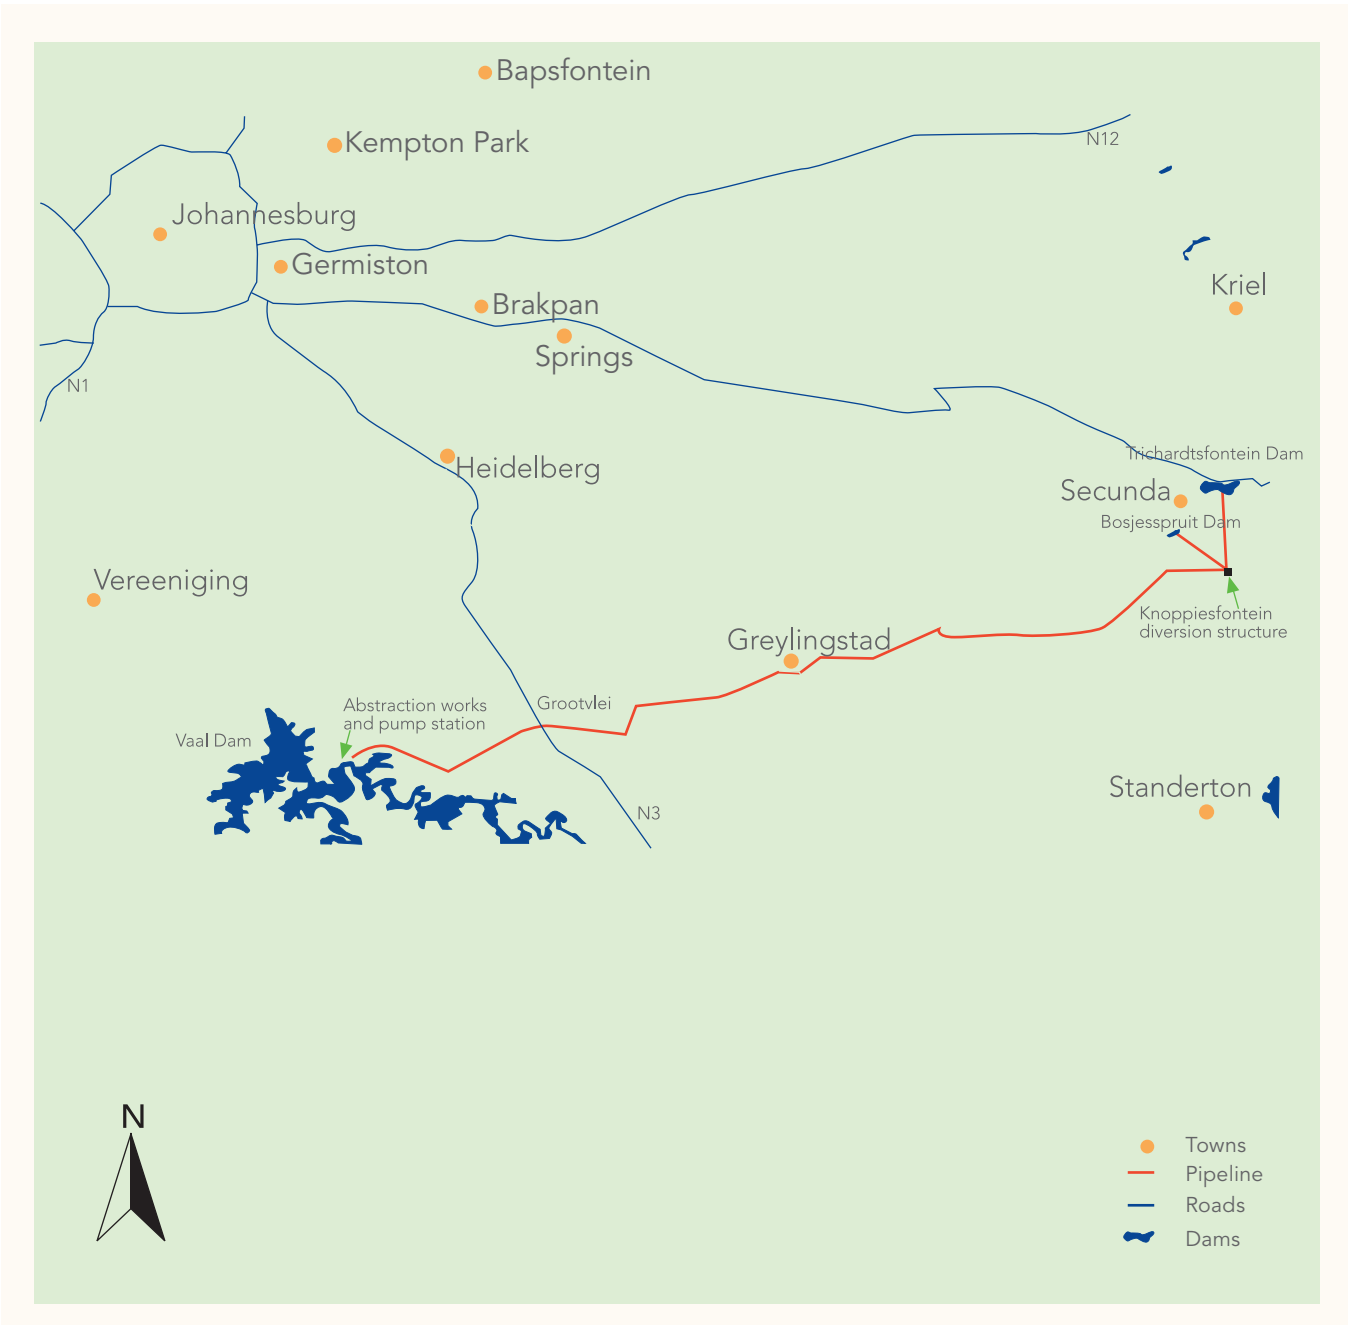 Bapsfontein
Kempton Park
N12
Johannesburg
Germiston
Kriel
Brakpan
Springs
N1
Trichardtsfontein Dam
Heidelberg
Secunda
Bosjesspruit Dam
Vereeniging
Knoppiesfontein
diversion structure
Greylingstad
Grootvlei
Abstraction works
and pump station
Vaal Dam
Standerton
N3
N
Towns
Pipeline
Roads
Dams